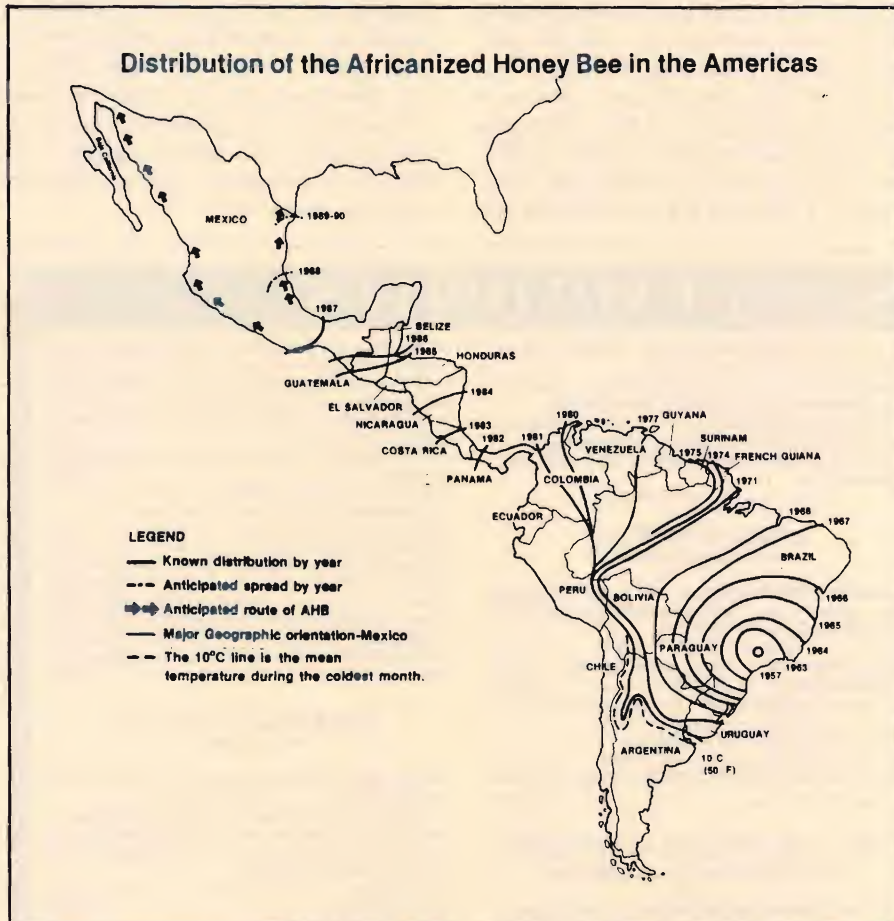 Distribution of the Africanized Honey Bee in the Americas
Baja California
MEXICO
1989-90
1988
1987
BELIZE
1986
1985
HONDURAS
GUATEMALA
EL SALVADOR
1984
NICARAGUA
1983
COSTA RICA
1982
PANAMA
1981
1980
1977
GUYANA
VENEZUELA
SURINAM
1975
1974
FRENCH GUIANA
COLOMBIA
1971
ECUADOR
1968
1967
BRAZIL
PERU
BOLIVIA
1966
1965
PARAGUAY
1964
CHILE
1963
1957
URUGUAY
ARGENTINA
10 C
(50 F)
LEGEND
Known distribution by year
Anticipated spread by year
Anticipated route of AHB
Major Geographic orientation-Mexico
The 10°C line is the mean
temperature during the coldest month.